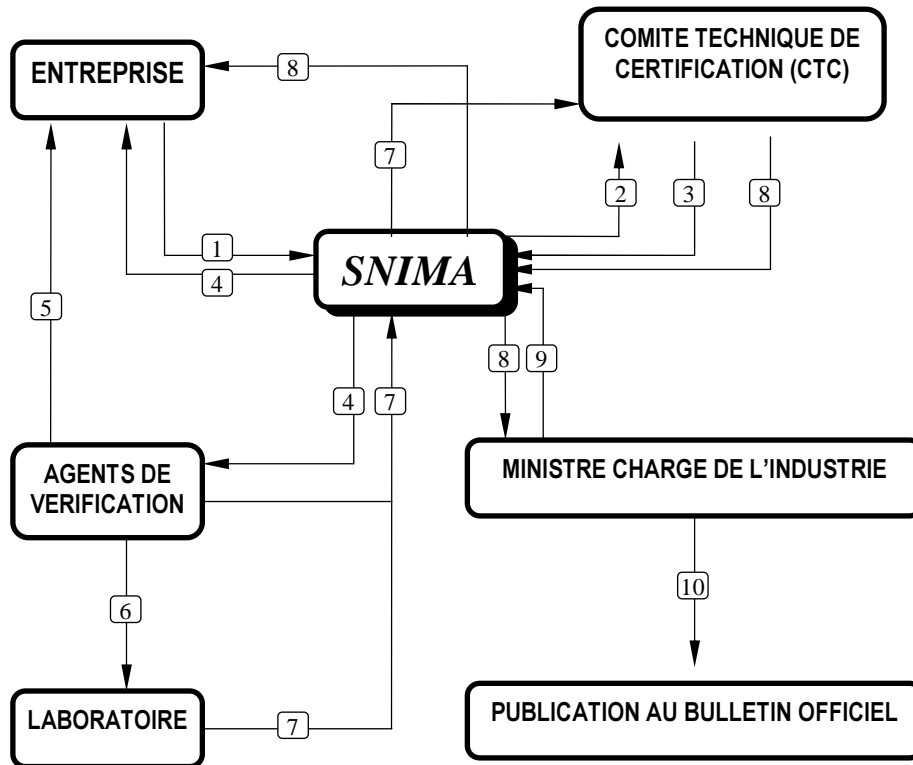 COMITE TECHNIQUE DE
CERTIFICATION (CTC)
ENTREPRISE
8
7
2
3
8
1
SNIMA
4
5
8
9
4
7
AGENTS DE
VERIFICATION
MINISTRE CHARGE DE L’INDUSTRIE
10
6
LABORATOIRE
7
PUBLICATION AU BULLETIN OFFICIEL